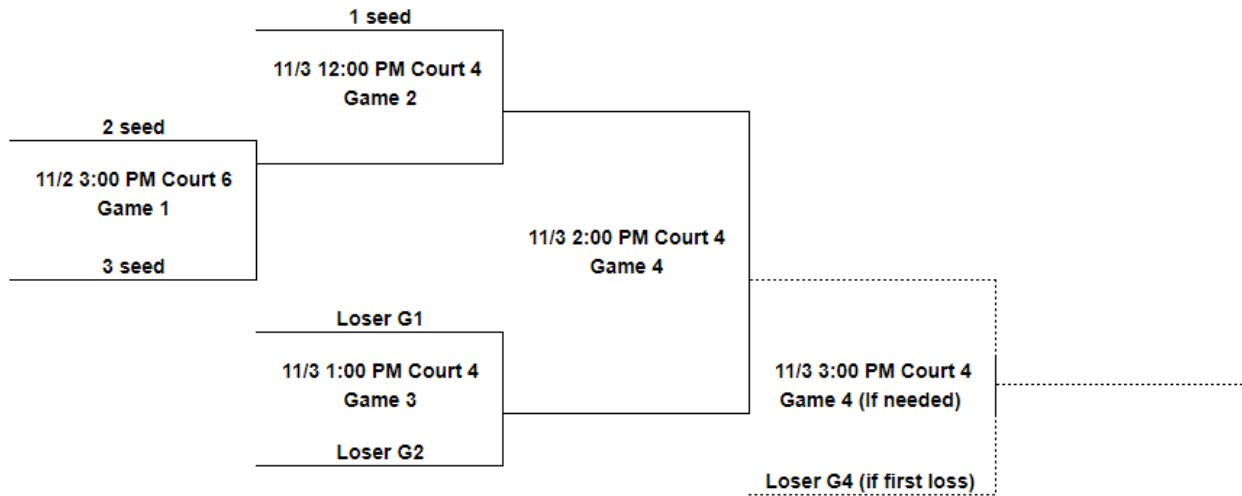 1 seed
11/3 12:00 PM Court 4
Game 2
2 seed
11/2 3:00 PM Court 6
Game 1
3 seed
11/3 2:00 PM Court 4
Game 4
Loser G1
11/3 1:00 PM Court 4
Game 3
Loser G2
11/3 3:00 PM Court 4
Game 4 (If needed)
Loser G4 (if first loss)